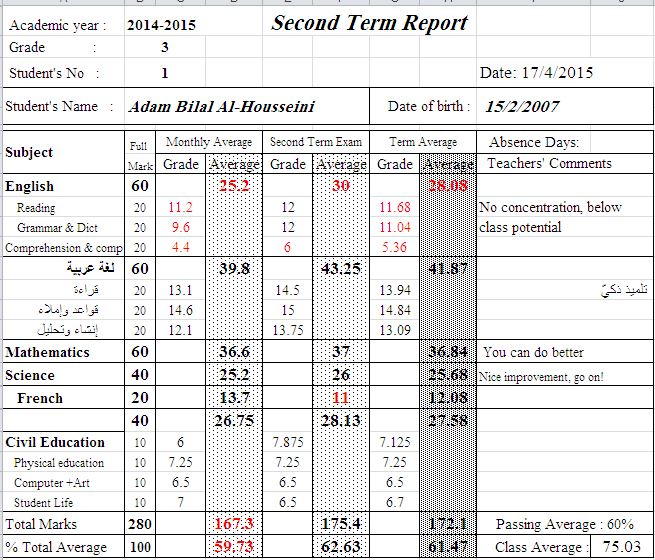 Academic year : 2014-2015 Second Term Report
Grade : 3
Student's No : 1 Date: 17/4/2015
Student's Name : Adam Bilal Al-Housseini Date of birth : 15/2/2007
Subject Full Mark Monthly Average Second Term Exam Term Average Absence Days:
Grade Average Grade Average Grade Average Teachers' Comments
English 60 25.2 30 28.08
Reading 20 11.2 12 11.68 No concentration, below
Grammar & Dict 20 9.6 12 11.04 class potential
Comprehension & comp 20 4.4 6 5.36
لغة عربية 60 39.8 43.25 41.87
قراءة 20 13.1 14.5 13.94 تلميذ ذكيّ
قواعد وإملاء 20 14.6 15 14.84
إنشاء وتحليل 20 12.1 13.75 13.09
Mathematics 60 36.6 37 36.84 You can do better
Science 40 25.2 26 25.68 Nice improvement, go on!
French 20 13.7 11 12.08
40 26.75 28.13 27.58
Civil Education 10 6 7.875 7.125
Physical education 10 7.25 7.25 7.25
Computer +Art 10 6.5 6.5 6.5
Student Life 10 7 6.5 6.7
Total Marks 280 167.3 175.4 172.1 Passing Average : 60%
% Total Average 100 59.73 62.63 61.47 Class Average : 75.03